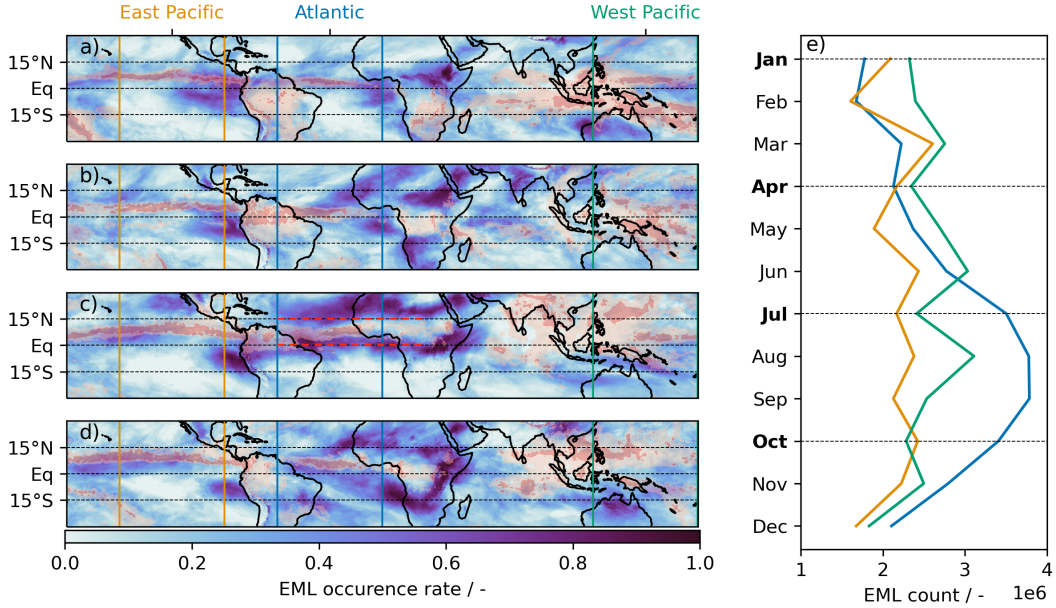 East Pacific Atlantic West Pacific
a)
15°N
Eq
15°S
b)
15°N
Eq
15°S
c)
15°N
Eq
15°S
d)
15°N
Eq
15°S
0.0 0.2 0.4 0.6 0.8 1.0
EML occurence rate / -
e)
Jan
Feb
Mar
Apr
May
Jun
Jul
Aug
Sep
Oct
Nov
Dec
1 2 3 4
EML count / - 1e6